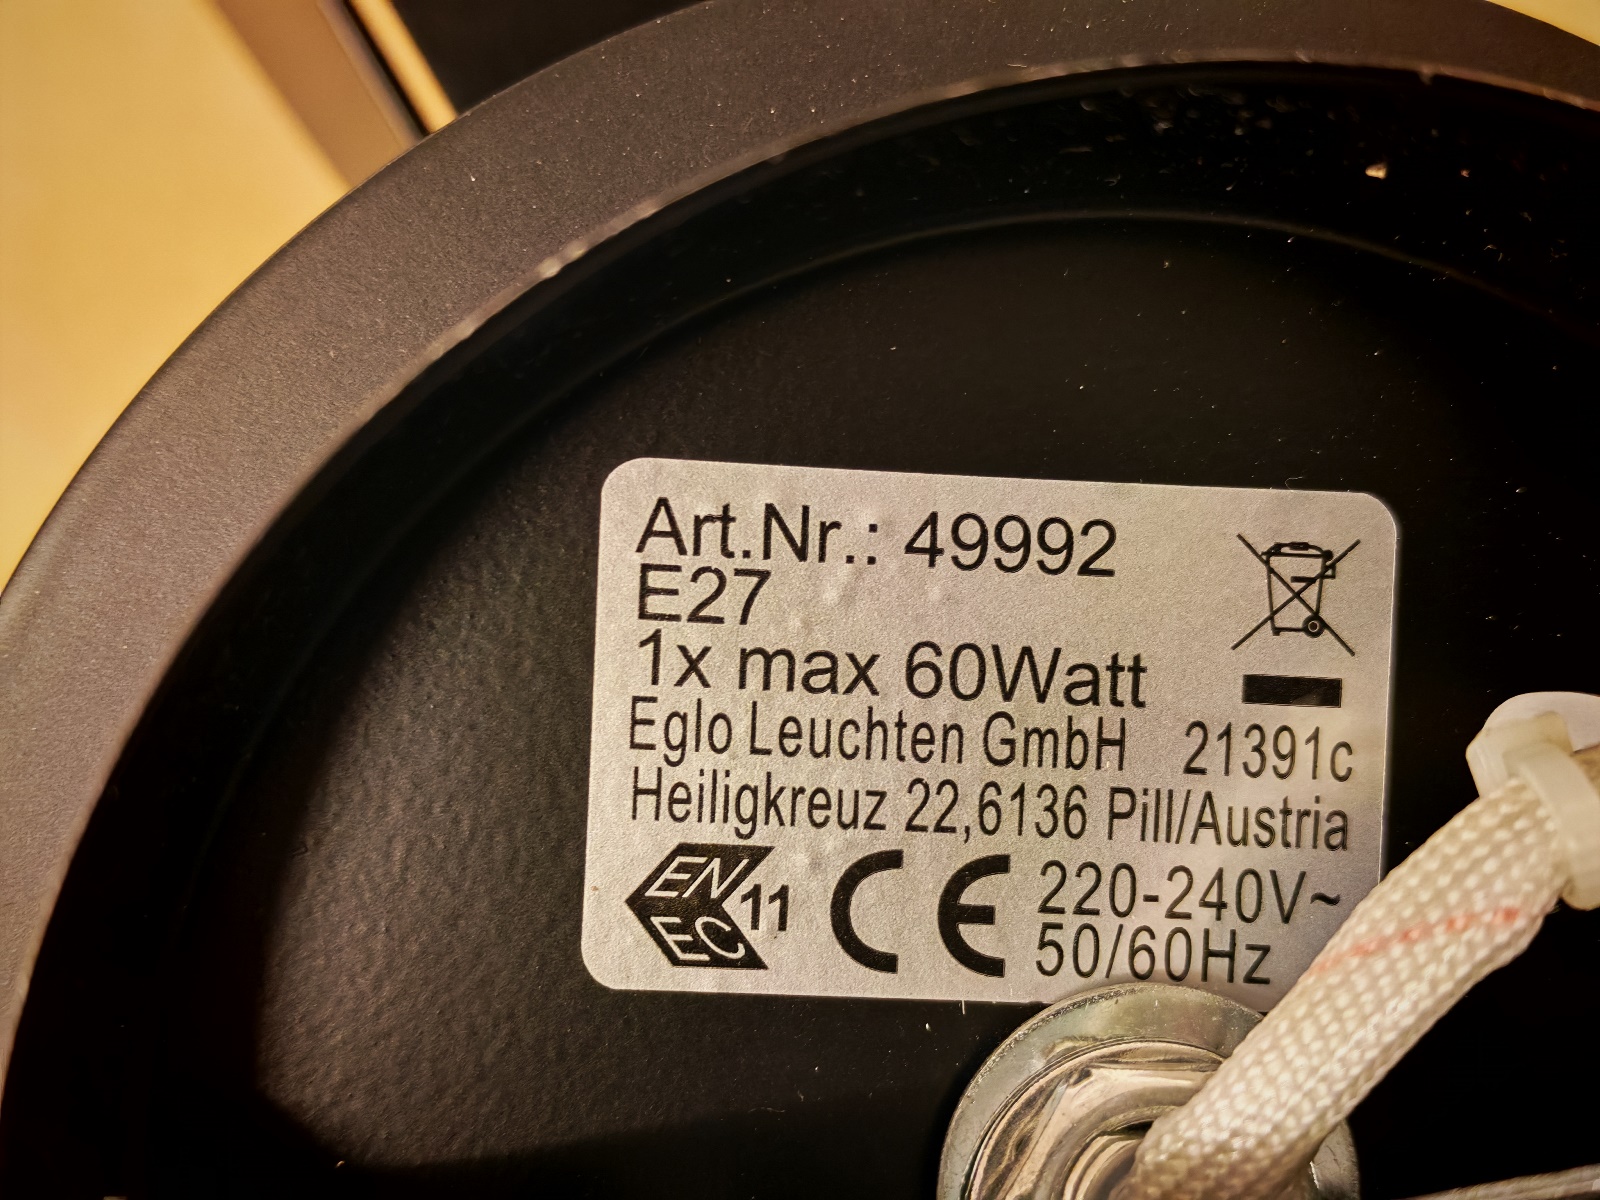 Art.Nr.: 49992
E27
1x max 60Watt
Eglo Leuchten GmbH 21391c
Heiligkreuz 22,6136 Pill/Austria
EN
EC
11
CE
220-240V~
50/60Hz